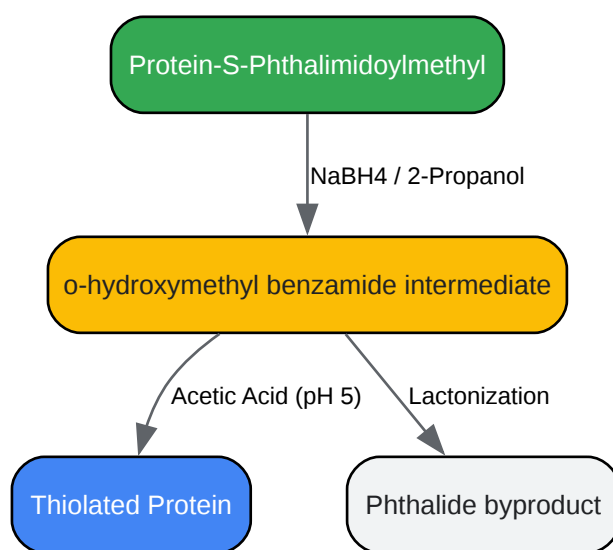 Protein-S-Phthalimidoylmethyl
NaBH4 / 2-Propanol
o-hydroxymethyl benzamide intermediate
Acetic Acid (pH 5)
Lactonization
Thiolated Protein
Phthalide byproduct